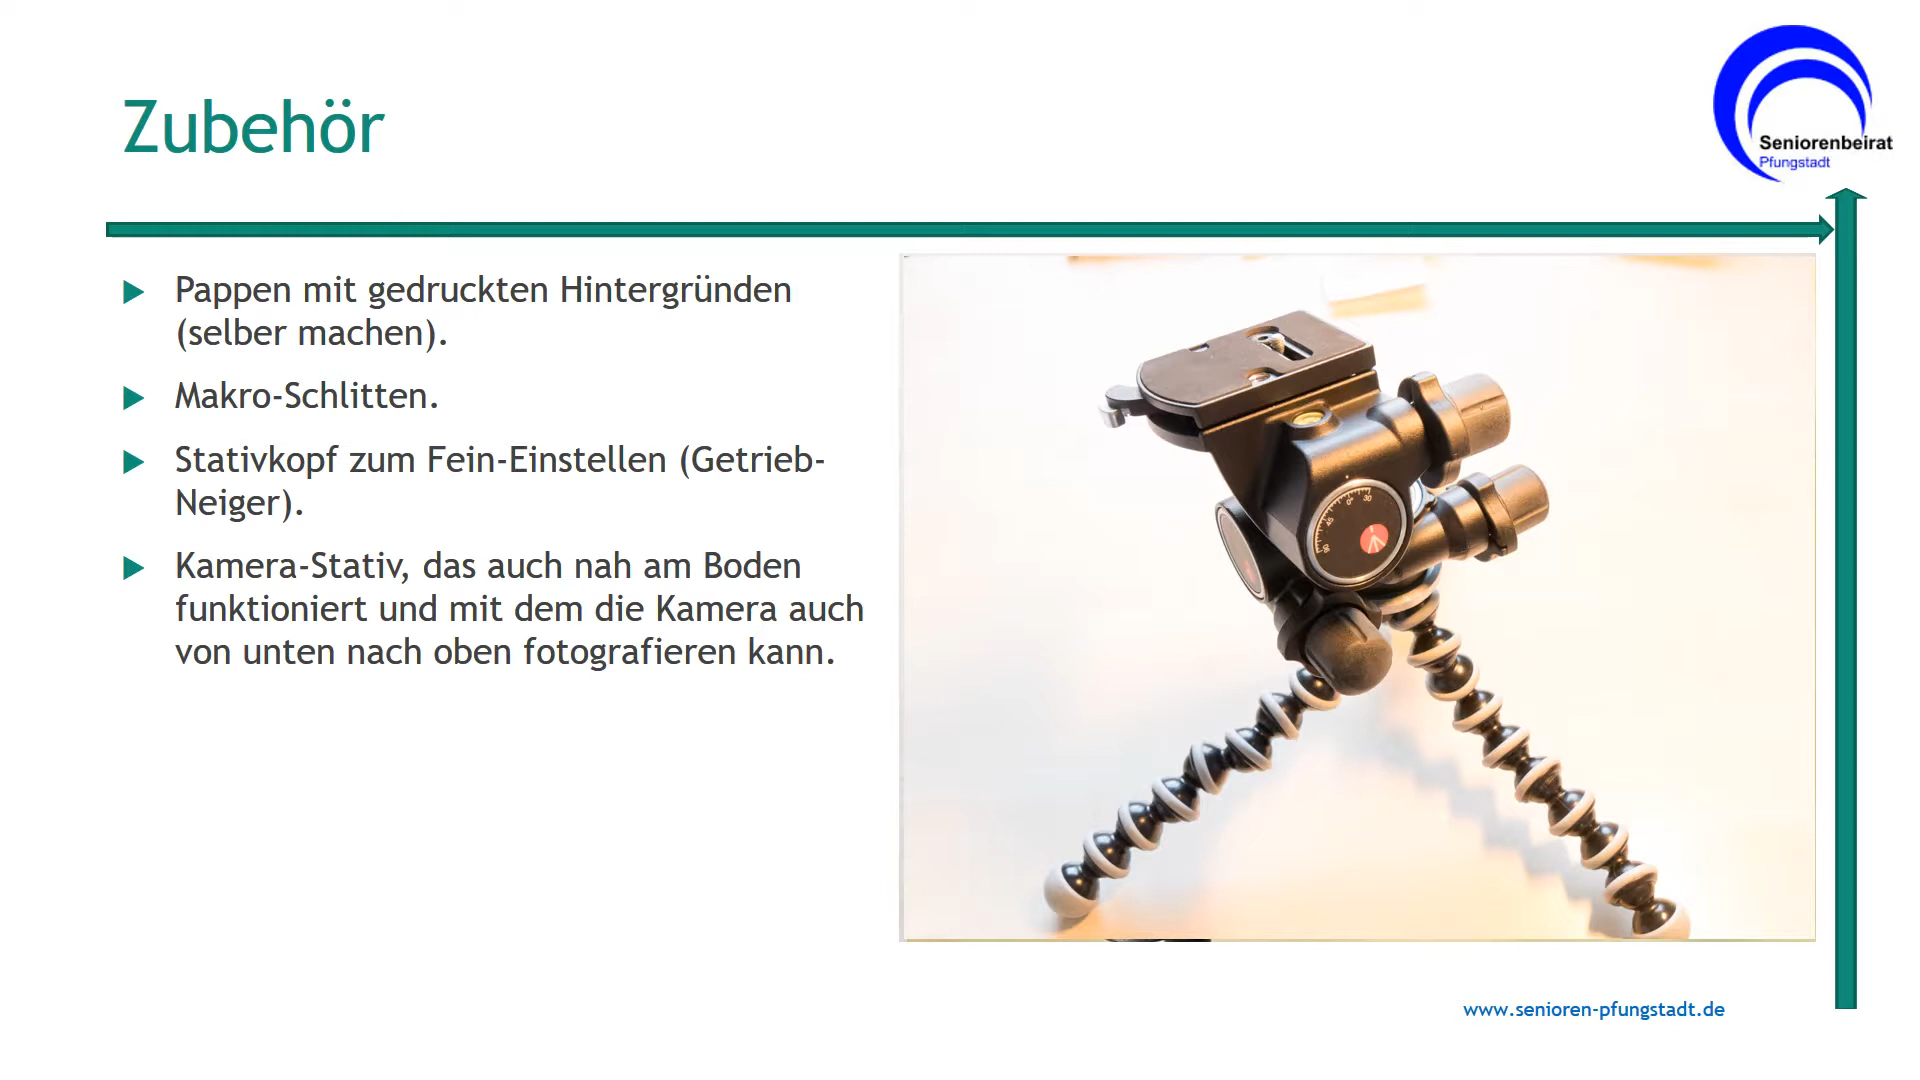 Zubehör
Seniorenbeirat
Pfungstadt
Pappen mit gedruckten Hintergründen
(selber machen).
Makro-Schlitten.
Stativkopf zum Fein-Einstellen (Getrieb-
Neiger).
Kamera-Stativ, das auch nah am Boden
funktioniert und mit dem die Kamera auch
von unten nach oben fotografieren kann.
www.senioren-pfungstadt.de